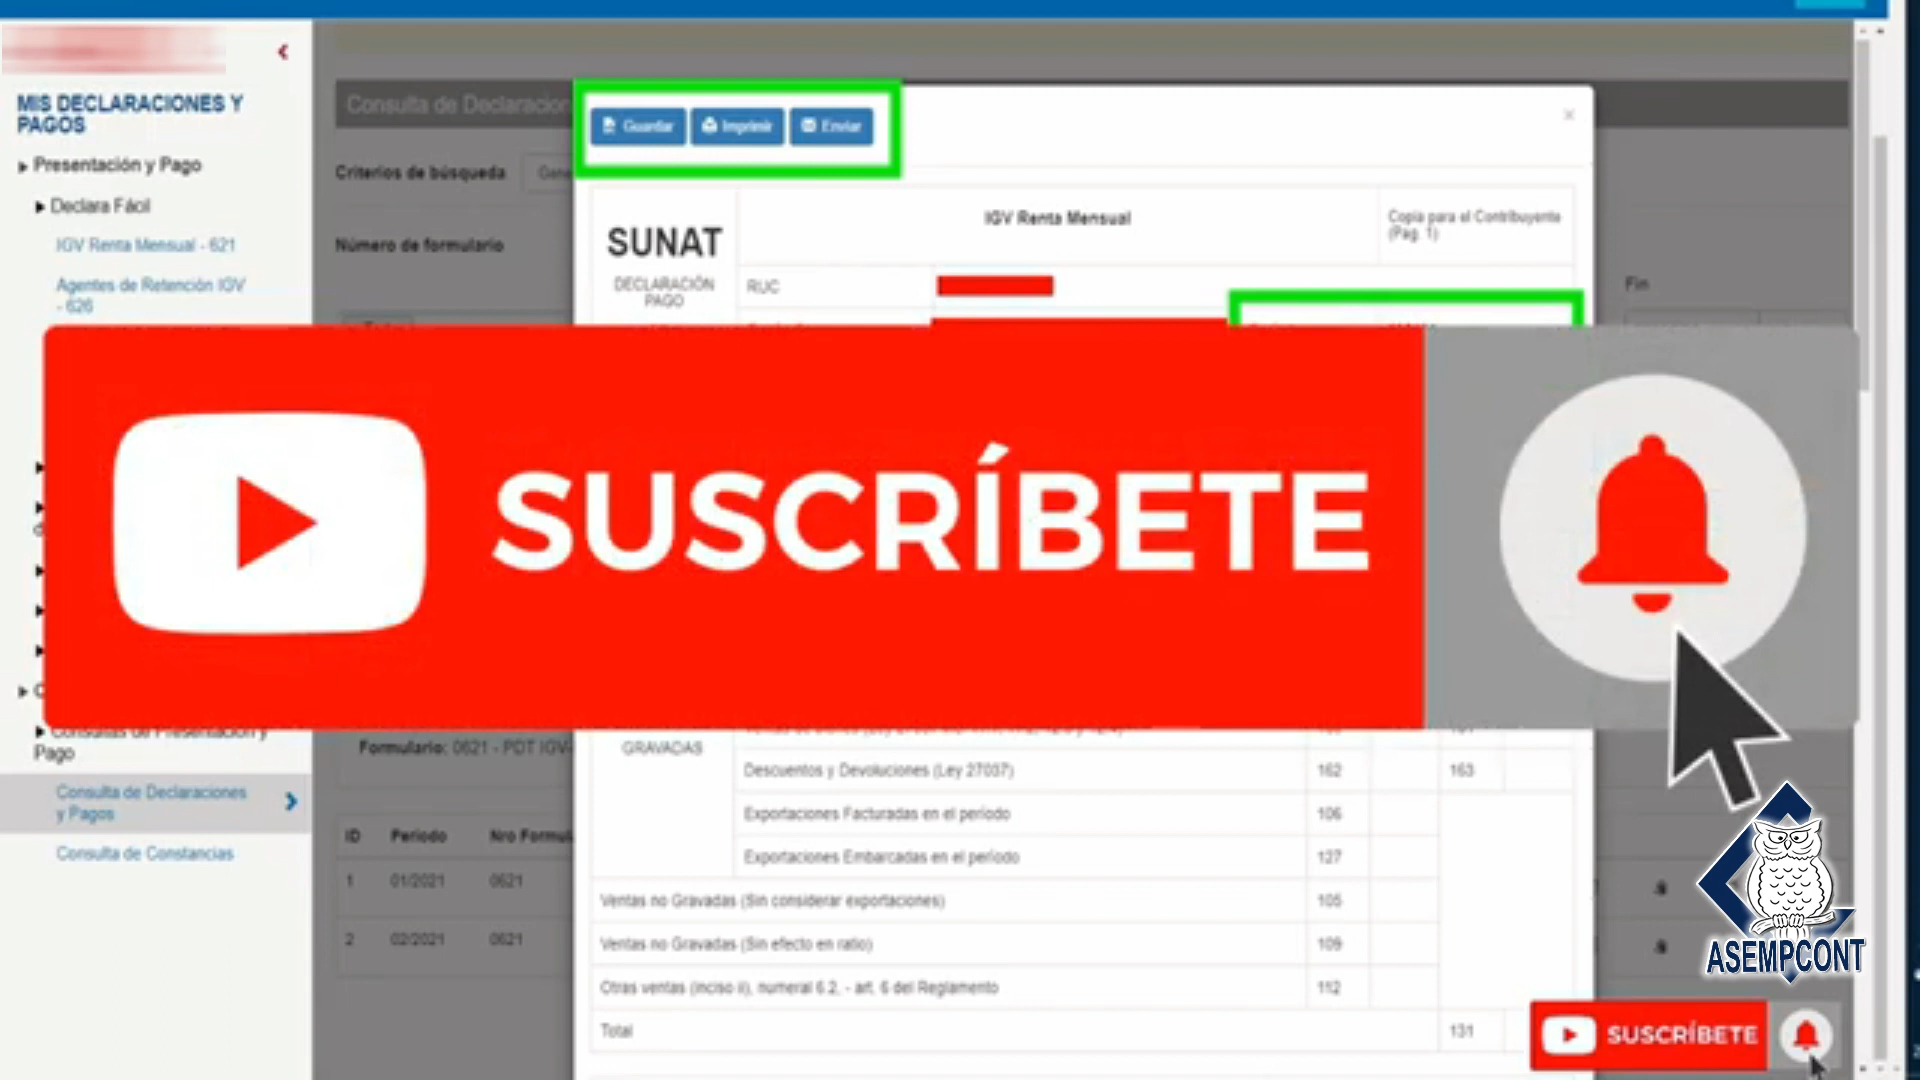 MIS DECLARACIONES Y
PAGOS
Presentación y Pago
Declara Fácil
IGV Renta Mensual - 621
Agentes de Retención IGV
- 626
Consultas de Presentación y
Pago
Consulta de Declaraciones
y Pagos
Consulta de Constancias
Consulta de Declaracion
Criterios de búsqueda
Gene
Número de formulario
Fin
Formulario: 0621 - PDT IGV-
ID Periodo Nro Formul
1 01/2021 0621
2 02/2021 0621
Guardar Imprimir Enviar
×
SUNAT
DECLARACIÓN
PAGO
IGV Renta Mensual
Copia para el Contribuyente
(Pag. 1)
RUC
SUSCRÍBETE
GRAVADAS
Descuentos y Devoluciones (Ley 27037) 162 163
Exportaciones Facturadas en el período 106
Exportaciones Embarcadas en el período 127
Ventas no Gravadas (Sin considerar exportaciones) 105
Ventas no Gravadas (Sin efecto en ratio) 109
Otras ventas (inciso ii), numeral 6.2, - art. 6 del Reglamento 112
Total 131
ASEMPCONT
SUSCRÍBETE